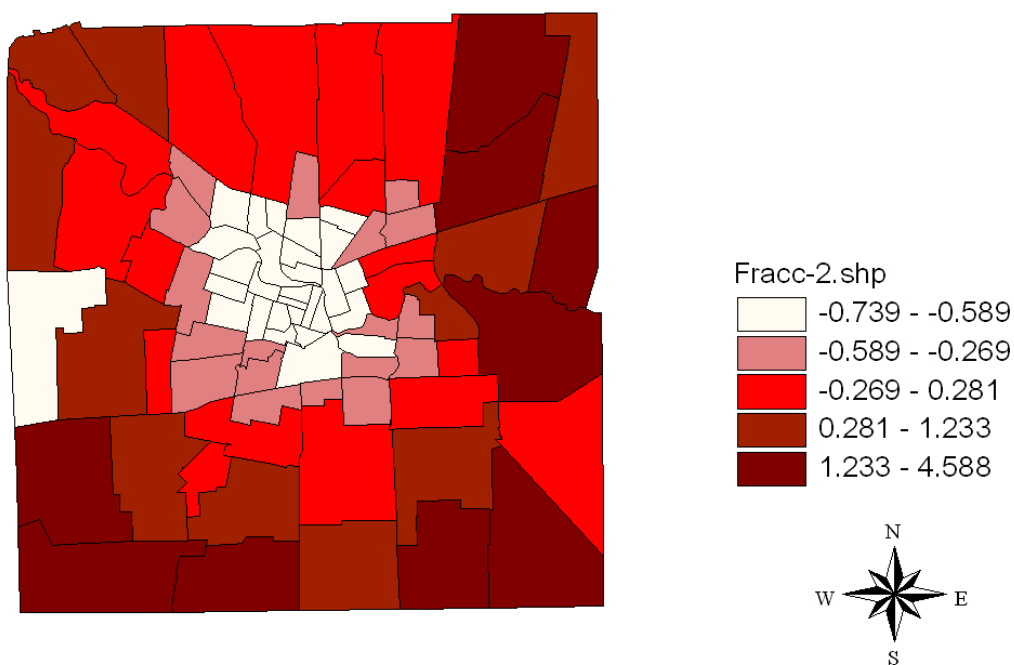 Fracc-2.shp
-0.739 - -0.589
-0.589 - -0.269
-0.269 - 0.281
0.281 - 1.233
1.233 - 4.588
N
W E
S